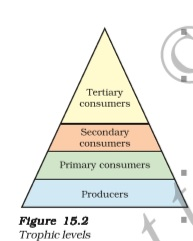 Tertiary
consumers
Secondary
consumers
Primary consumers
Producers
Figure 15.2
Trophic levels